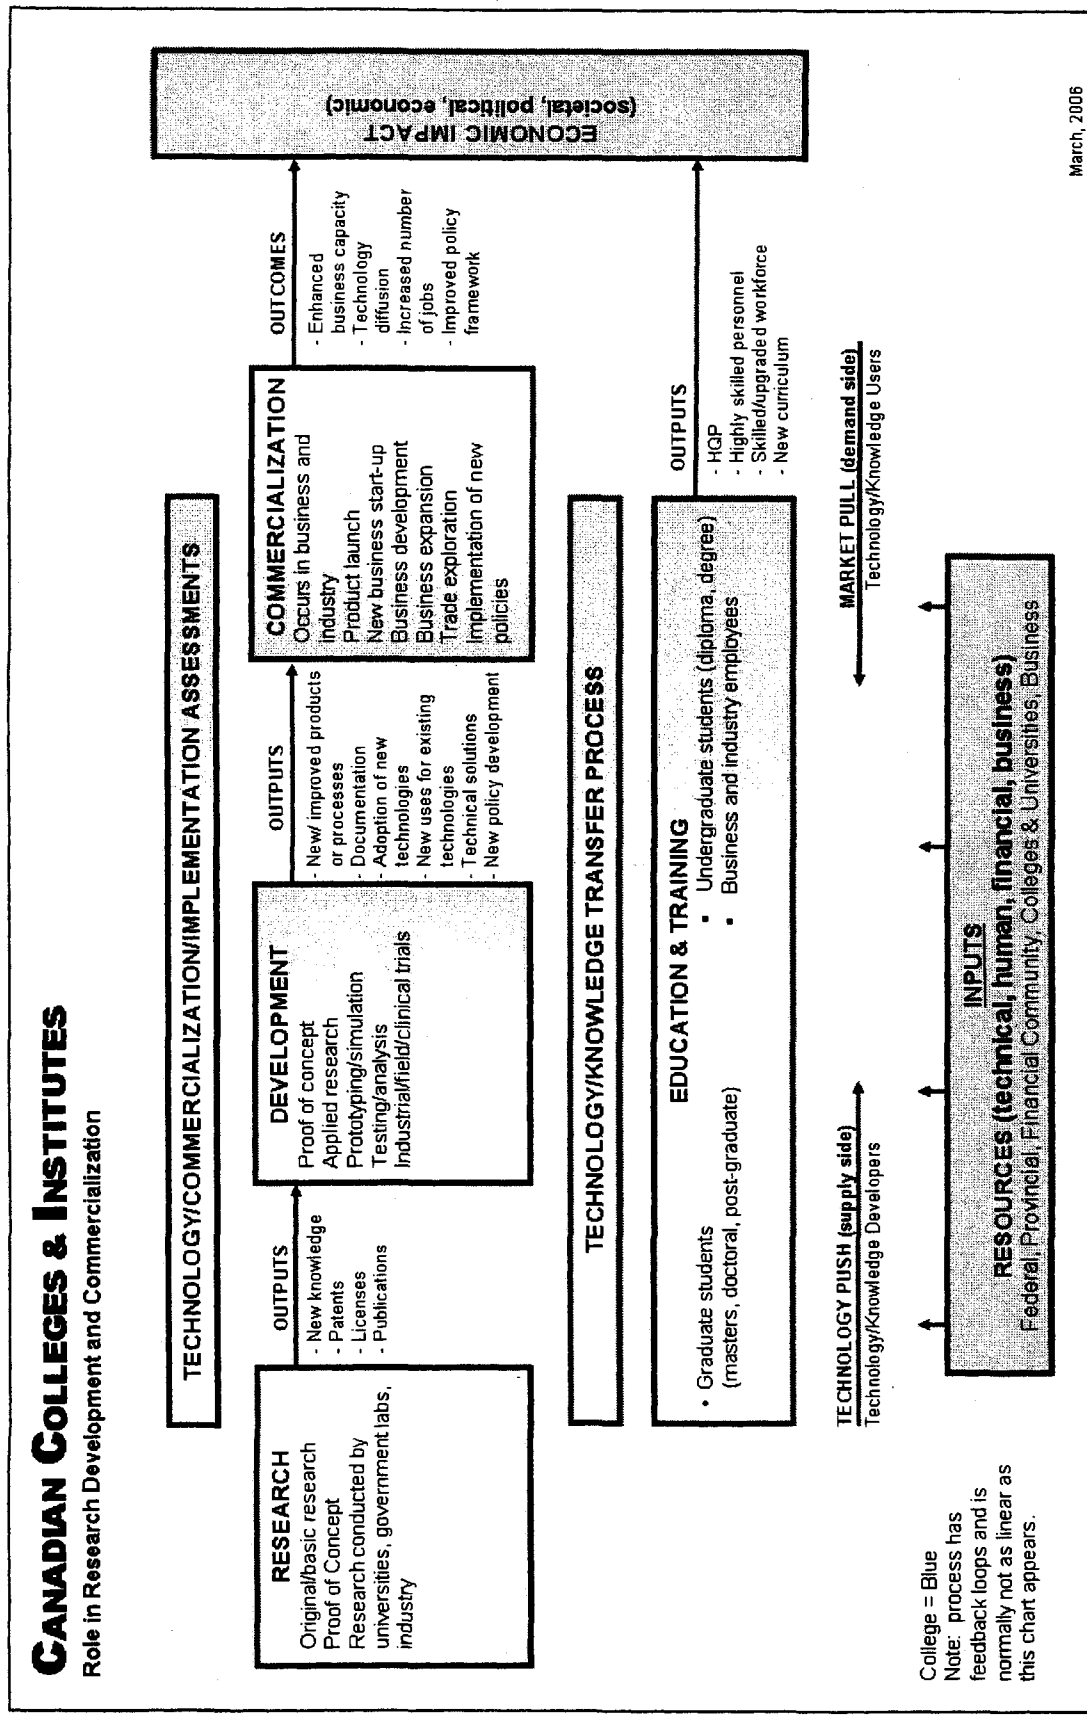 CANADIAN COLLEGES & INSTITUTES
Role in Research Development and Commercialization
TECHNOLOGY/COMMERCIALIZATION/IMPLEMENTATION ASSESSMENTS
RESEARCH
Original/basic research
Proof of Concept
Research conducted by
universities, government labs,
industry
OUTPUTS
- New knowledge
- Patents
- Licenses
- Publications
DEVELOPMENT
Proof of concept
Applied research
Prototyping/simulation
Testing/analysis
Industrial/field/clinical trials
OUTPUTS
- New/ improved products
or processes
- Documentation
- Adoption of new
technologies
- New uses for existing
technologies
- Technical solutions
- New policy development
COMMERCIALIZATION
Occurs in business and
industry
Product launch
New business start-up
Business development
Business expansion
Trade exploration
Implementation of new
policies
OUTCOMES
- Enhanced
business capacity
- Technology
diffusion
- Increased number
of jobs
- Improved policy
framework
ECONOMIC IMPACT
(societal, political, economic)
TECHNOLOGY/KNOWLEDGE TRANSFER PROCESS
EDUCATION & TRAINING
• Graduate students
(masters, doctoral, post-graduate)
▪ Undergraduate students (diploma, degree)
▪ Business and industry employees
OUTPUTS
- HQP
- Highly skilled personnel
- Skilled/upgraded workforce
- New curriculum
TECHNOLOGY PUSH (supply side)
Technology/Knowledge Developers
MARKET PULL (demand side)
Technology/Knowledge Users
College = Blue
Note: process has
feedback loops and is
normally not as linear as
this chart appears.
INPUTS
RESOURCES (technical, human, financial, business)
Federal, Provincial, Financial Community, Colleges & Universities, Business
March, 2006